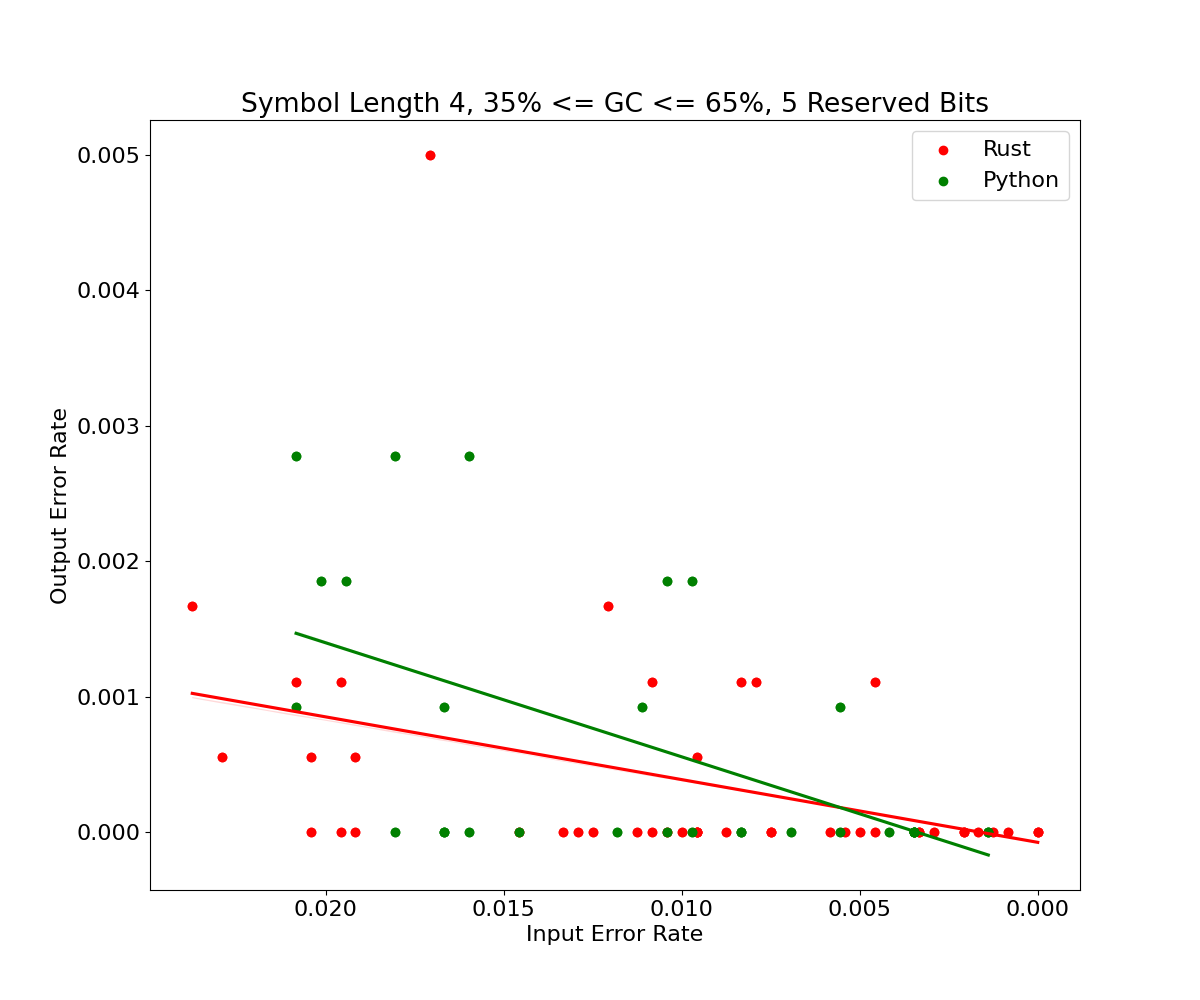 Symbol Length 4, 35% <= GC <= 65%, 5 Reserved Bits
Rust
Python
0.005
0.004
0.003
0.002
0.001
0.000
Output Error Rate
0.020 0.015 0.010 0.005 0.000
Input Error Rate